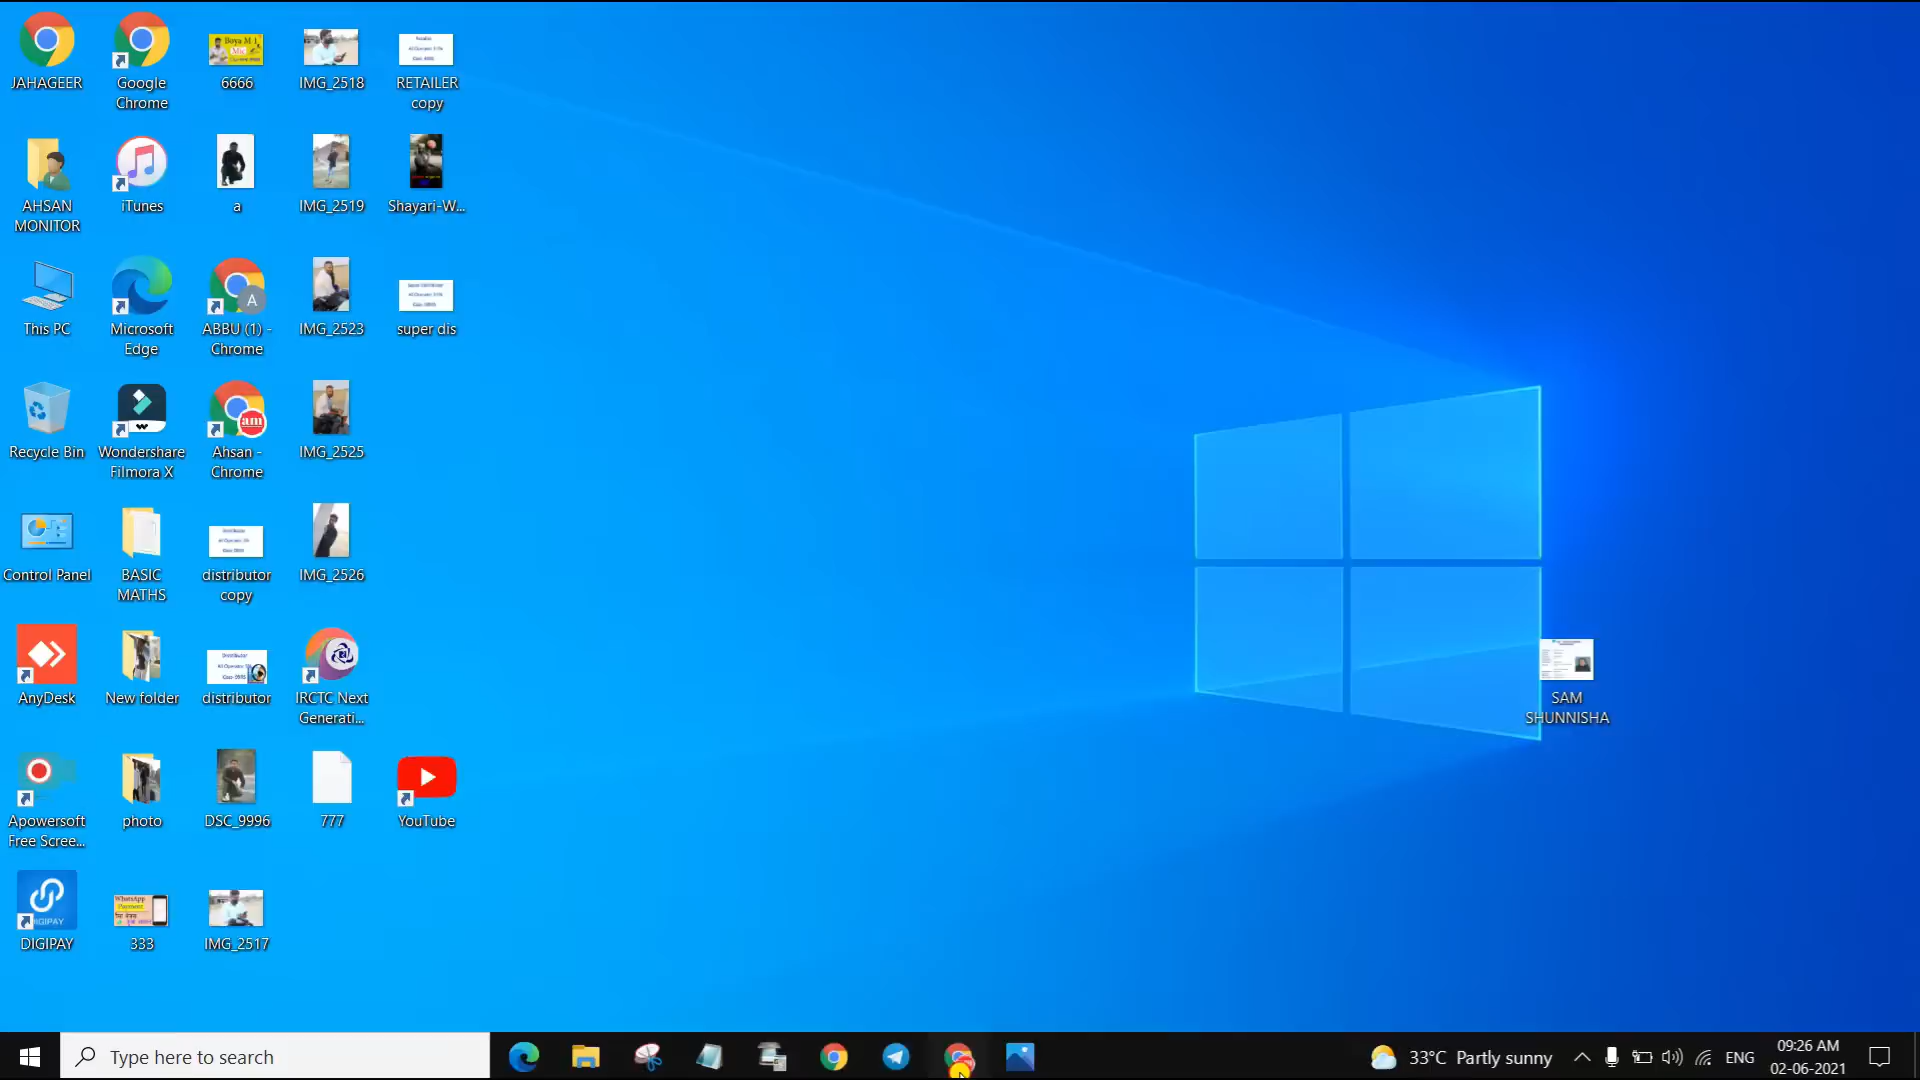 JAHAGEER
Google
Chrome
6666
IMG_2518
RETAILER
copy
AHSAN
MONITOR
iTunes
a
IMG_2519
Shayari-W...
This PC
Microsoft
Edge
A
ABBU (1) -
Chrome
IMG_2523
super dis
Recycle Bin
Wondershare
Filmora X
am
Ahsan -
Chrome
IMG_2525
Control Panel
BASIC
MATHS
distributor
copy
IMG_2526
AnyDesk
New folder
distributor
IRCTC Next
Generati...
SAM
SHUNNISHA
Apowersoft
Free Scree...
photo
DSC_9996
777
YouTube
DIGIPAY
333
IMG_2517
Type here to search
33°C Partly sunny
ENG
09:26 AM
02-06-2021